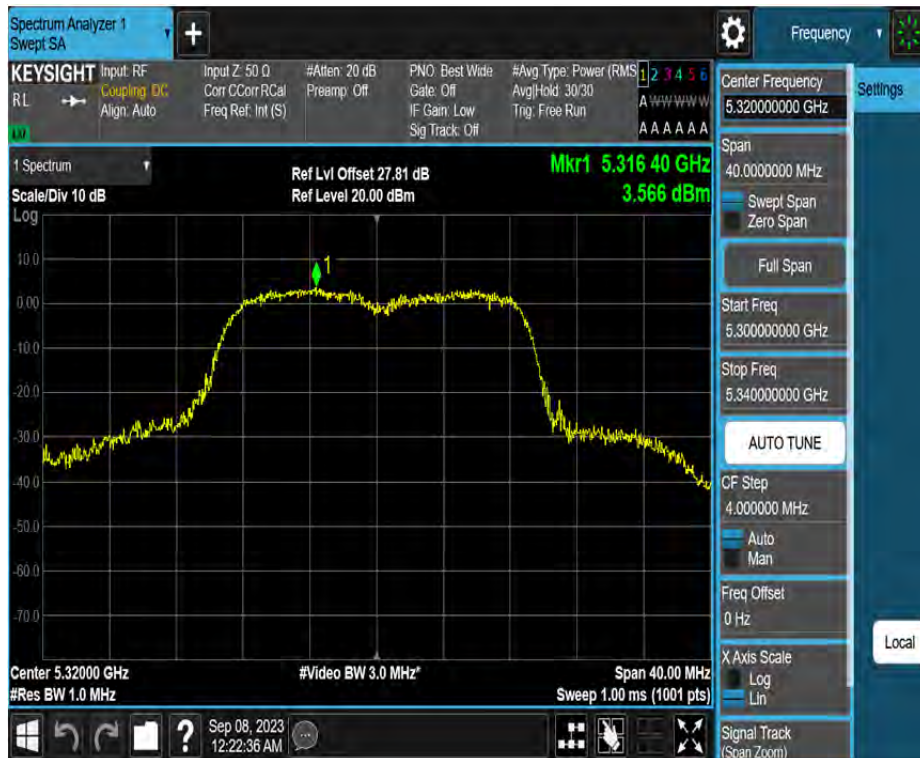 Spectrum Analyzer 1
Swept SA
+
Frequency
KEYSIGHT
RL
LXI
Input: RF
Coupling: DC
Align: Auto
Input Z: 50 Ω
Corr CCorr RCal
Freq Ref: Int (S)
#Atten: 20 dB
Preamp: Off
PNO: Best Wide
Gate: Off
IF Gain: Low
Sig Track: Off
#Avg Type: Power (RMS
Avg|Hold: 30/30
Trig: Free Run
1 2 3 4 5 6
A W W W W W
A A A A A A
1 Spectrum
Scale/Div 10 dB
Log
Ref Lvl Offset 27.81 dB
Ref Level 20.00 dBm
Mkr1 5.316 40 GHz
3.566 dBm
1
10.0
0.00
-10.0
-20.0
-30.0
-40.0
-50.0
-60.0
-70.0
Center 5.32000 GHz
#Res BW 1.0 MHz
#Video BW 3.0 MHz*
Span 40.00 MHz
Sweep 1.00 ms (1001 pts)
Sep 08, 2023
12:22:36 AM
?
Center Frequency
5.320000000 GHz
Span
40.0000000 MHz
Swept Span
Zero Span
Full Span
Start Freq
5.300000000 GHz
Stop Freq
5.340000000 GHz
AUTO TUNE
CF Step
4.000000 MHz
Auto
Man
Freq Offset
0 Hz
X Axis Scale
Log
Lin
Signal Track
(Span Zoom)
Settings
Local